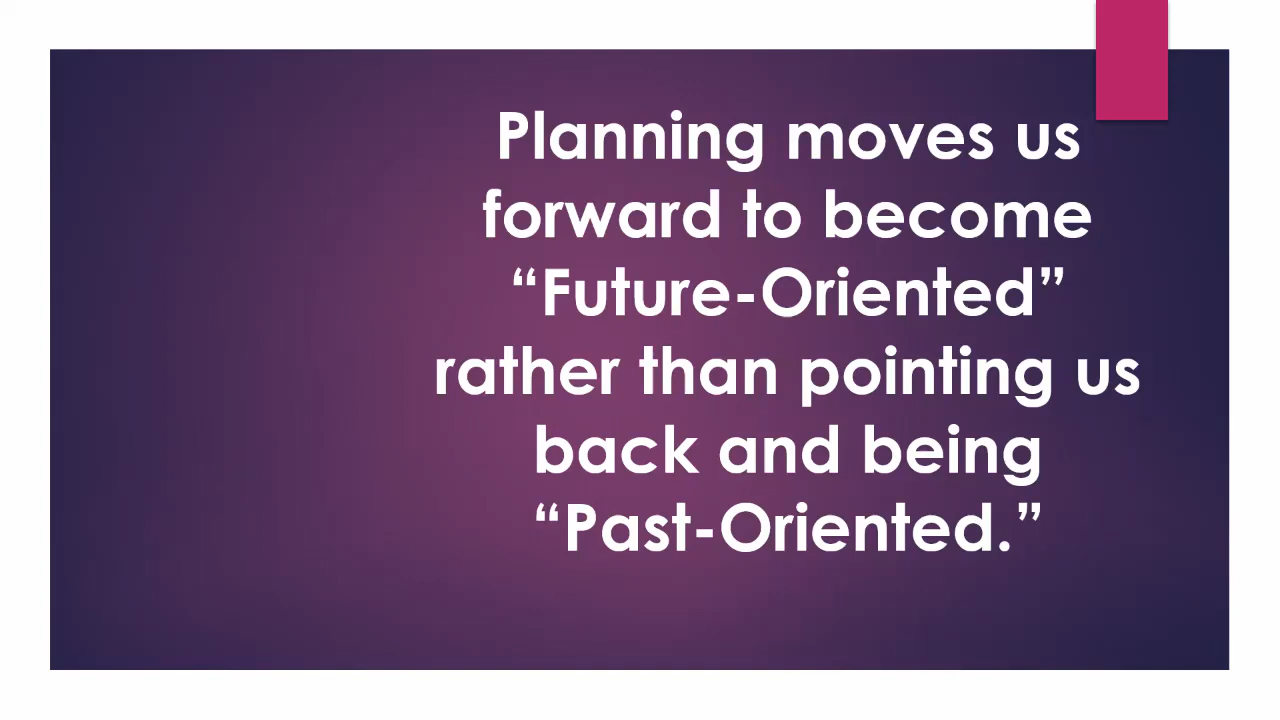 Planning moves us
forward to become
“Future-Oriented”
rather than pointing us
back and being
“Past-Oriented.”